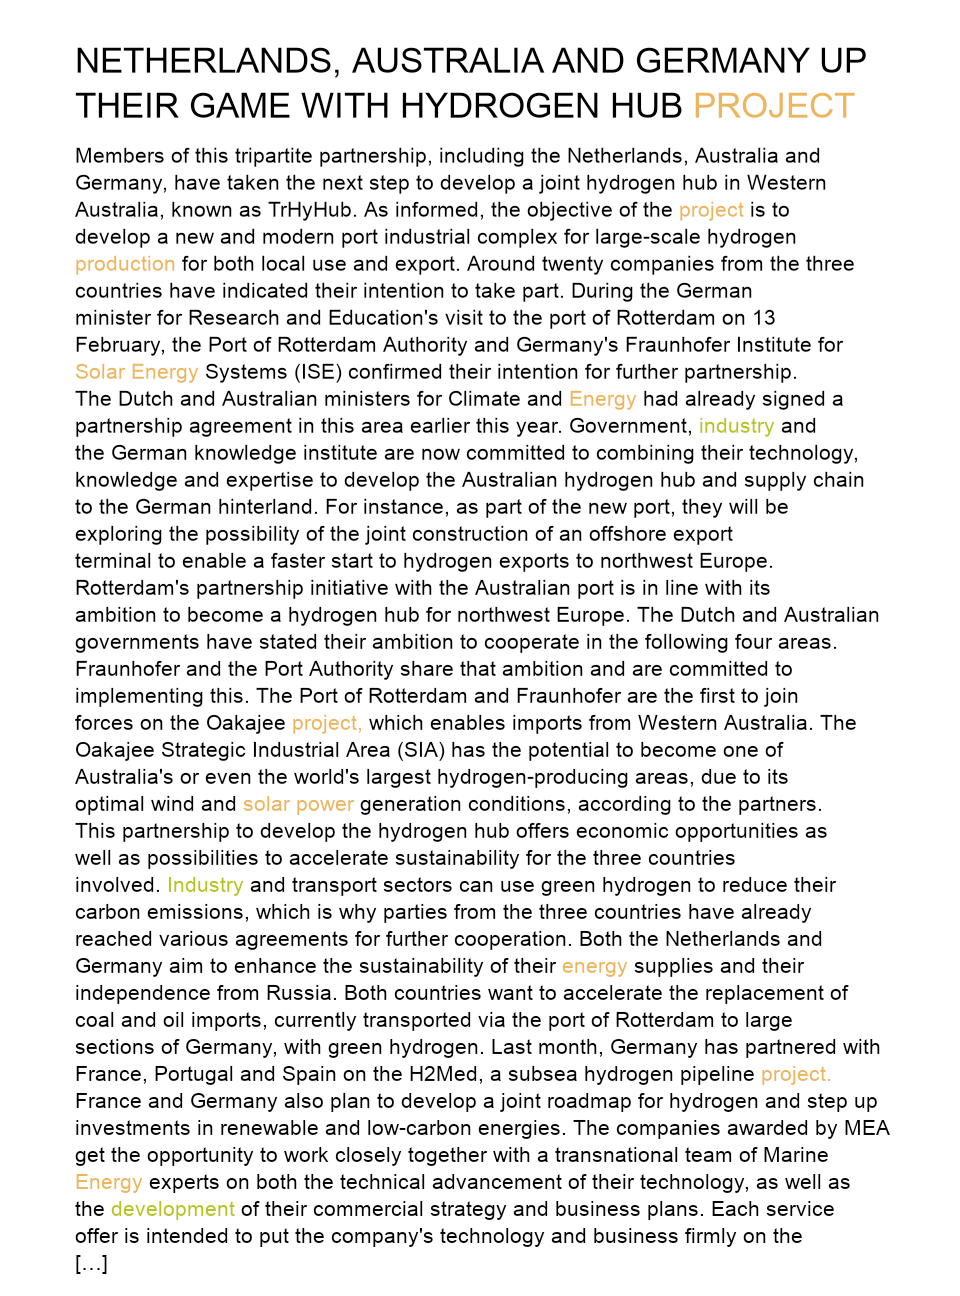 NETHERLANDS, AUSTRALIA AND GERMANY UP
THEIR GAME WITH HYDROGEN HUB PROJECT
Members of this tripartite partnership, including the Netherlands, Australia and
Germany, have taken the next step to develop a joint hydrogen hub in Western
Australia, known as TrHyHub. As informed, the objective of the project is to
develop a new and modern port industrial complex for large-scale hydrogen
production for both local use and export. Around twenty companies from the three
countries have indicated their intention to take part. During the German
minister for Research and Education's visit to the port of Rotterdam on 13
February, the Port of Rotterdam Authority and Germany's Fraunhofer Institute for
Solar Energy Systems (ISE) confirmed their intention for further partnership.
The Dutch and Australian ministers for Climate and Energy had already signed a
partnership agreement in this area earlier this year. Government, industry and
the German knowledge institute are now committed to combining their technology,
knowledge and expertise to develop the Australian hydrogen hub and supply chain
to the German hinterland. For instance, as part of the new port, they will be
exploring the possibility of the joint construction of an offshore export
terminal to enable a faster start to hydrogen exports to northwest Europe.
Rotterdam's partnership initiative with the Australian port is in line with its
ambition to become a hydrogen hub for northwest Europe. The Dutch and Australian
governments have stated their ambition to cooperate in the following four areas.
Fraunhofer and the Port Authority share that ambition and are committed to
implementing this. The Port of Rotterdam and Fraunhofer are the first to join
forces on the Oakajee project, which enables imports from Western Australia. The
Oakajee Strategic Industrial Area (SIA) has the potential to become one of
Australia's or even the world's largest hydrogen-producing areas, due to its
optimal wind and solar power generation conditions, according to the partners.
This partnership to develop the hydrogen hub offers economic opportunities as
well as possibilities to accelerate sustainability for the three countries
involved. Industry and transport sectors can use green hydrogen to reduce their
carbon emissions, which is why parties from the three countries have already
reached various agreements for further cooperation. Both the Netherlands and
Germany aim to enhance the sustainability of their energy supplies and their
independence from Russia. Both countries want to accelerate the replacement of
coal and oil imports, currently transported via the port of Rotterdam to large
sections of Germany, with green hydrogen. Last month, Germany has partnered with
France, Portugal and Spain on the H2Med, a subsea hydrogen pipeline project.
France and Germany also plan to develop a joint roadmap for hydrogen and step up
investments in renewable and low-carbon energies. The companies awarded by MEA
get the opportunity to work closely together with a transnational team of Marine
Energy experts on both the technical advancement of their technology, as well as
the development of their commercial strategy and business plans. Each service
offer is intended to put the company's technology and business firmly on the
[…]